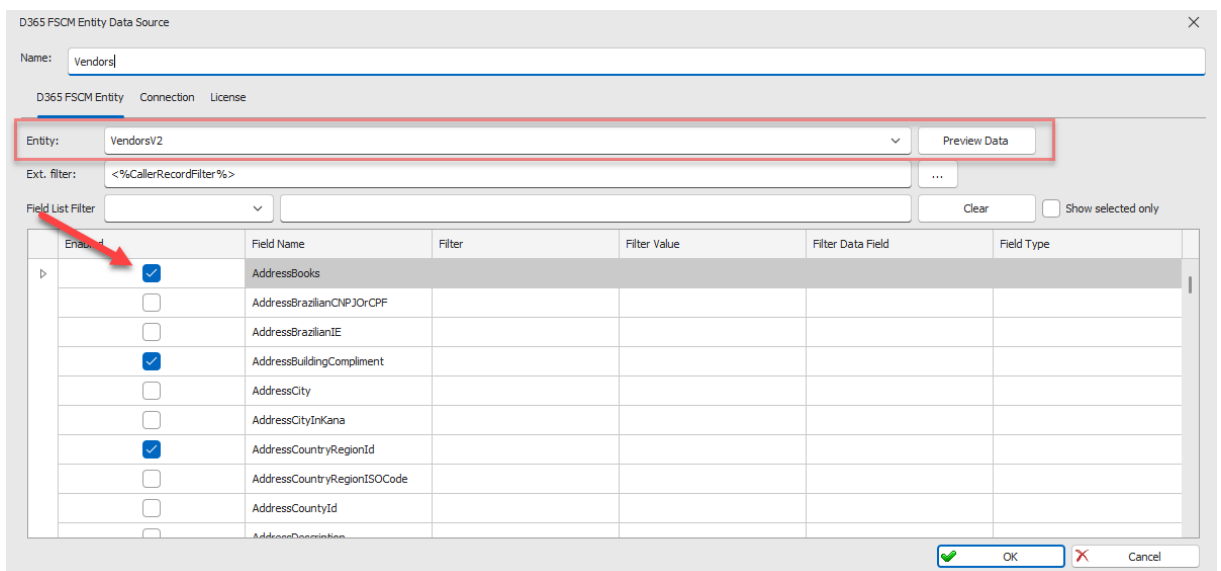 D365 FSCM Entity Data Source
Name: Vendors
D365 FSCM Entity Connection License
Entity: VendorsV2 Preview Data
Ext. filter: <%CallerRecordFilter%> ...
Field List Filter Clear Show selected only
Enabled Field Name Filter Filter Value Filter Data Field Field Type
AddressBooks
AddressBrazilianCNPJOrCPF
AddressBrazilianIE
AddressBuildingCompliment
AddressCity
AddressCityInKana
AddressCountryRegionId
AddressCountryRegionISOCode
AddressCountyId
AddressDescription
OK Cancel